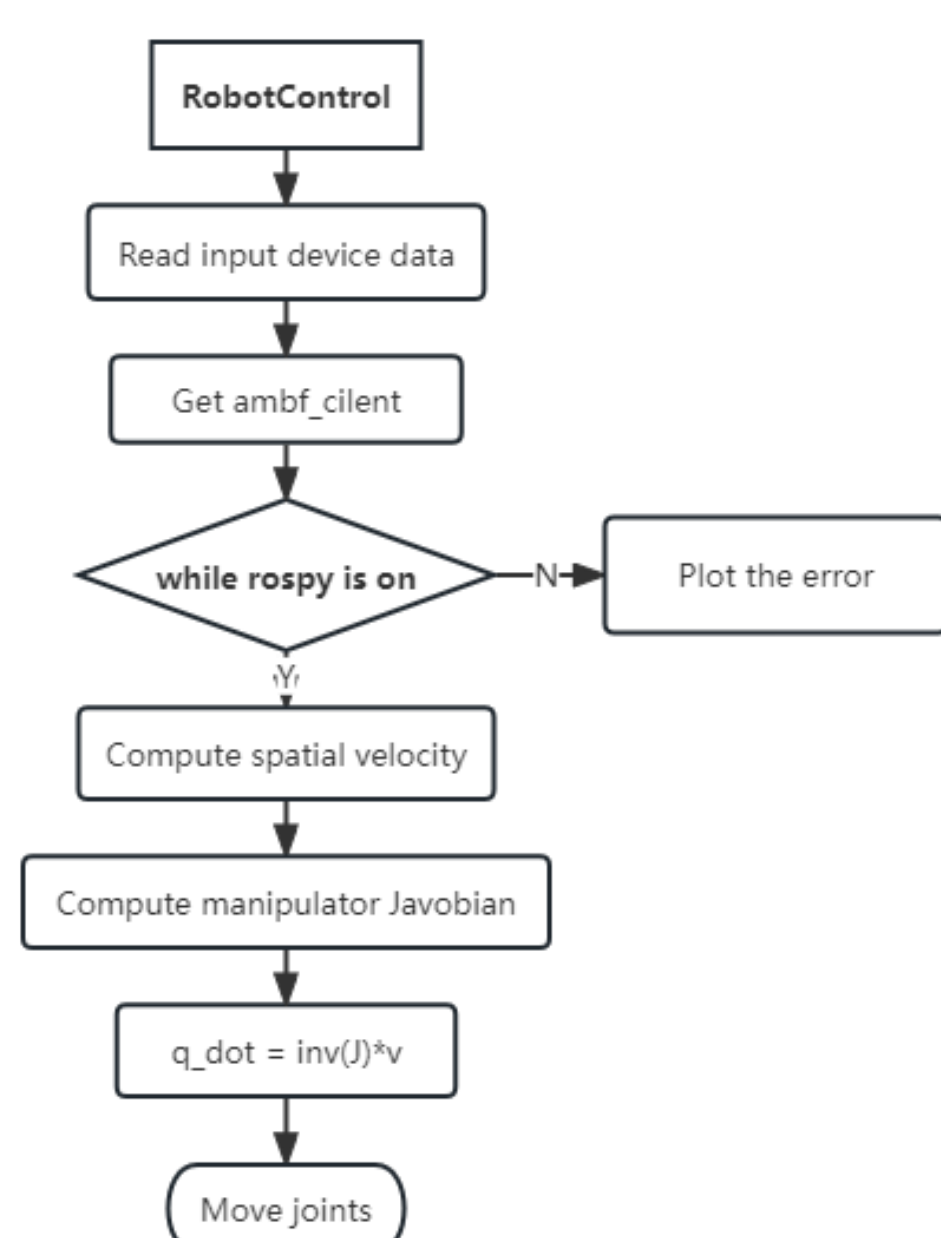 RobotControl
Read input device data
Get ambf_cilent
while rospy is on
N
Plot the error
Y
Compute spatial velocity
Compute manipulator Javobian
q_dot = inv(J)*v
Move joints